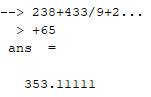 --> 238+433/9+2...
> +65
ans =
353.11111